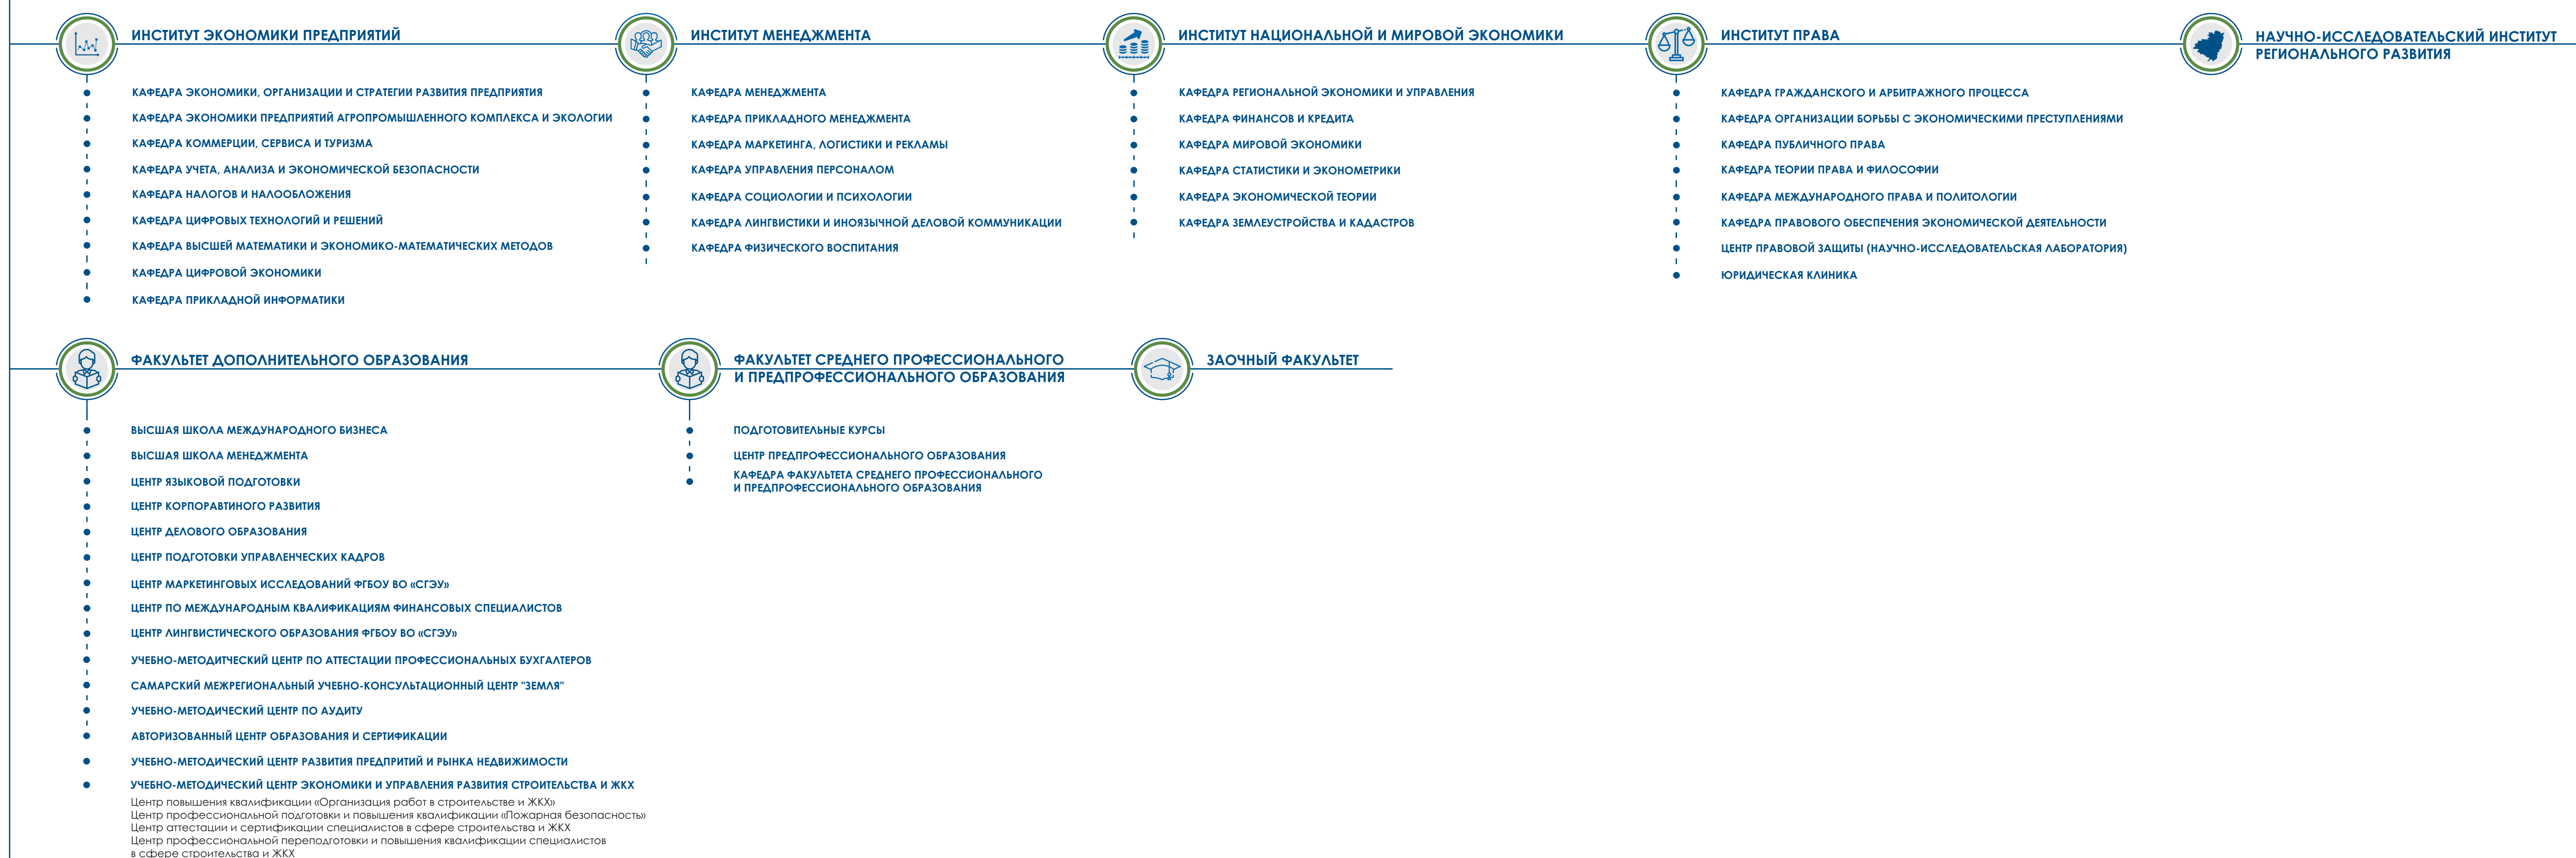 ИНСТИТУТ ЭКОНОМИКИ ПРЕДПРИЯТИЙ
КАФЕДРА ЭКОНОМИКИ, ОРГАНИЗАЦИИ И СТРАТЕГИИ РАЗВИТИЯ ПРЕДПРИЯТИЯ
КАФЕДРА ЭКОНОМИКИ ПРЕДПРИЯТИЙ АГРОПРОМЫШЛЕННОГО КОМПЛЕКСА И ЭКОЛОГИИ
КАФЕДРА КОММЕРЦИИ, СЕРВИСА И ТУРИЗМА
КАФЕДРА УЧЕТА, АНАЛИЗА И ЭКОНОМИЧЕСКОЙ БЕЗОПАСНОСТИ
КАФЕДРА НАЛОГОВ И НАЛООБЛОЖЕНИЯ
КАФЕДРА ЦИФРОВЫХ ТЕХНОЛОГИЙ И РЕШЕНИЙ
КАФЕДРА ВЫСШЕЙ МАТЕМАТИКИ И ЭКОНОМИКО-МАТЕМАТИЧЕСКИХ МЕТОДОВ
КАФЕДРА ЦИФРОВОЙ ЭКОНОМИКИ
КАФЕДРА ПРИКЛАДНОЙ ИНФОРМАТИКИ
ИНСТИТУТ МЕНЕДЖМЕНТА
КАФЕДРА МЕНЕДЖМЕНТА
КАФЕДРА ПРИКЛАДНОГО МЕНЕДЖМЕНТА
КАФЕДРА МАРКЕТИНГА, ЛОГИСТИКИ И РЕКЛАМЫ
КАФЕДРА УПРАВЛЕНИЯ ПЕРСОНАЛОМ
КАФЕДРА СОЦИОЛОГИИ И ПСИХОЛОГИИ
КАФЕДРА ЛИНГВИСТИКИ И ИНОЯЗЫЧНОЙ ДЕЛОВОЙ КОММУНИКАЦИИ
КАФЕДРА ФИЗИЧЕСКОГО ВОСПИТАНИЯ
ИНСТИТУТ НАЦИОНАЛЬНОЙ И МИРОВОЙ ЭКОНОМИКИ
КАФЕДРА РЕГИОНАЛЬНОЙ ЭКОНОМИКИ И УПРАВЛЕНИЯ
КАФЕДРА ФИНАНСОВ И КРЕДИТА
КАФЕДРА МИРОВОЙ ЭКОНОМИКИ
КАФЕДРА СТАТИСТИКИ И ЭКОНОМЕТРИКИ
КАФЕДРА ЭКОНОМИЧЕСКОЙ ТЕОРИИ
КАФЕДРА ЗЕМЛЕУСТРОЙСТВА И КАДАСТРОВ
ИНСТИТУТ ПРАВА
КАФЕДРА ГРАЖДАНСКОГО И АРБИТРАЖНОГО ПРОЦЕССА
КАФЕДРА ОРГАНИЗАЦИИ БОРЬБЫ С ЭКОНОМИЧЕСКИМИ ПРЕСТУПЛЕНИЯМИ
КАФЕДРА ПУБЛИЧНОГО ПРАВА
КАФЕДРА ТЕОРИИ ПРАВА И ФИЛОСОФИИ
КАФЕДРА МЕЖДУНАРОДНОГО ПРАВА И ПОЛИТОЛОГИИ
КАФЕДРА ПРАВОВОГО ОБЕСПЕЧЕНИЯ ЭКОНОМИЧЕСКОЙ ДЕЯТЕЛЬНОСТИ
ЦЕНТР ПРАВОВОЙ ЗАЩИТЫ (НАУЧНО-ИССЛЕДОВАТЕЛЬСКАЯ ЛАБОРАТОРИЯ)
ЮРИДИЧЕСКАЯ КЛИНИКА
НАУЧНО-ИССЛЕДОВАТЕЛЬСКИЙ ИНСТИТУТ
РЕГИОНАЛЬНОГО РАЗВИТИЯ
ФАКУЛЬТЕТ ДОПОЛНИТЕЛЬНОГО ОБРАЗОВАНИЯ
ВЫСШАЯ ШКОЛА МЕЖДУНАРОДНОГО БИЗНЕСА
ВЫСШАЯ ШКОЛА МЕНЕДЖМЕНТА
ЦЕНТР ЯЗЫКОВОЙ ПОДГОТОВКИ
ЦЕНТР КОРПОРАВТИНОГО РАЗВИТИЯ
ЦЕНТР ДЕЛОВОГО ОБРАЗОВАНИЯ
ЦЕНТР ПОДГОТОВКИ УПРАВЛЕНЧЕСКИХ КАДРОВ
ЦЕНТР МАРКЕТИНГОВЫХ ИССЛЕДОВАНИЙ ФГБОУ ВО «СГЭУ»
ЦЕНТР ПО МЕЖДУНАРОДНЫМ КВАЛИФИКАЦИЯМ ФИНАНСОВЫХ СПЕЦИАЛИСТОВ
ЦЕНТР ЛИНГВИСТИЧЕСКОГО ОБРАЗОВАНИЯ ФГБОУ ВО «СГЭУ»
УЧЕБНО-МЕТОДИТЧЕСКИЙ ЦЕНТР ПО АТТЕСТАЦИИ ПРОФЕССИОНАЛЬНЫХ БУХГАЛТЕРОВ
САМАРСКИЙ МЕЖРЕГИОНАЛЬНЫЙ УЧЕБНО-КОНСУЛЬТАЦИОННЫЙ ЦЕНТР "ЗЕМЛЯ"
УЧЕБНО-МЕТОДИЧЕСКИЙ ЦЕНТР ПО АУДИТУ
АВТОРИЗОВАННЫЙ ЦЕНТР ОБРАЗОВАНИЯ И СЕРТИФИКАЦИИ
УЧЕБНО-МЕТОДИЧЕСКИЙ ЦЕНТР РАЗВИТИЯ ПРЕДПРИТИЙ И РЫНКА НЕДВИЖИМОСТИ
УЧЕБНО-МЕТОДИЧЕСКИЙ ЦЕНТР ЭКОНОМИКИ И УПРАВЛЕНИЯ РАЗВИТИЯ СТРОИТЕЛЬСТВА И ЖКХ
Центр повышения квалификации «Организация работ в строительстве и ЖКХ»
Центр профессиональной подготовки и повышения квалификации «Пожарная безопасность»
Центр аттестации и сертификации специалистов в сфере строительства и ЖКХ
Центр профессиональной переподготовки и повышения квалификации специалистов
в сфере строительства и ЖКХ
ФАКУЛЬТЕТ СРЕДНЕГО ПРОФЕССИОНАЛЬНОГО
И ПРЕДПРОФЕССИОНАЛЬНОГО ОБРАЗОВАНИЯ
ПОДГОТОВИТЕЛЬНЫЕ КУРСЫ
ЦЕНТР ПРЕДПРОФЕССИОНАЛЬНОГО ОБРАЗОВАНИЯ
КАФЕДРА ФАКУЛЬТЕТА СРЕДНЕГО ПРОФЕССИОНАЛЬНОГО
И ПРЕДПРОФЕССИОНАЛЬНОГО ОБРАЗОВАНИЯ
ЗАОЧНЫЙ ФАКУЛЬТЕТ